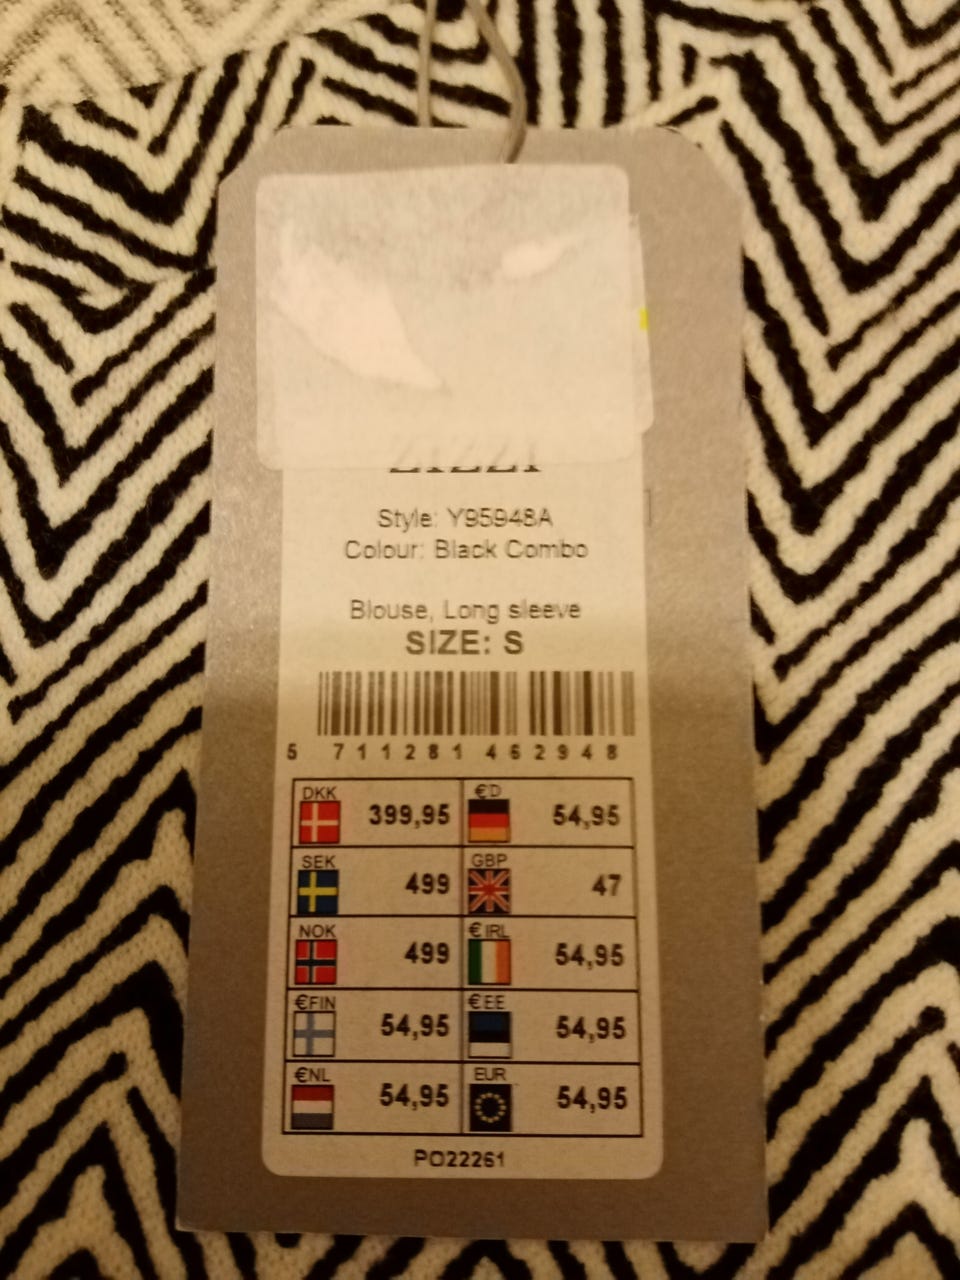 ZIZZI
Style: Y95948A
Colour: Black Combo
Blouse, Long sleeve
SIZE: S
5 711281 462948
DKK 399,95 €D 54,95
SEK 499 GBP 47
NOK 499 €IRL 54,95
€FIN 54,95 €EE 54,95
€NL 54,95 EUR 54,95
PO22261